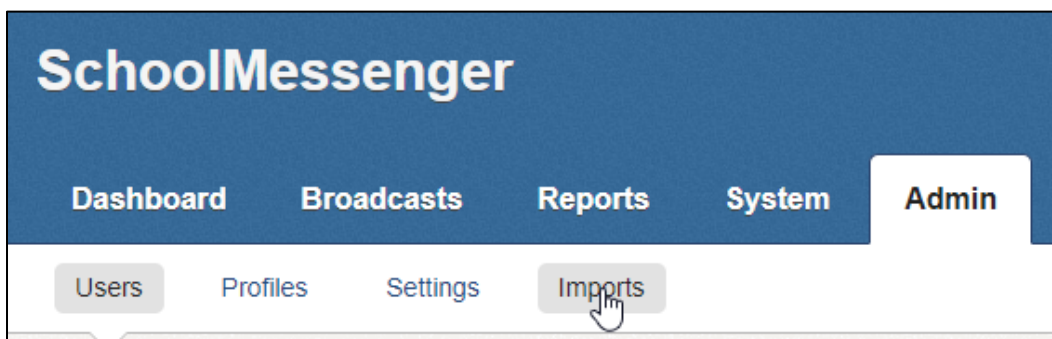 SchoolMessenger
Dashboard Broadcasts Reports System Admin
Users Profiles Settings Imports